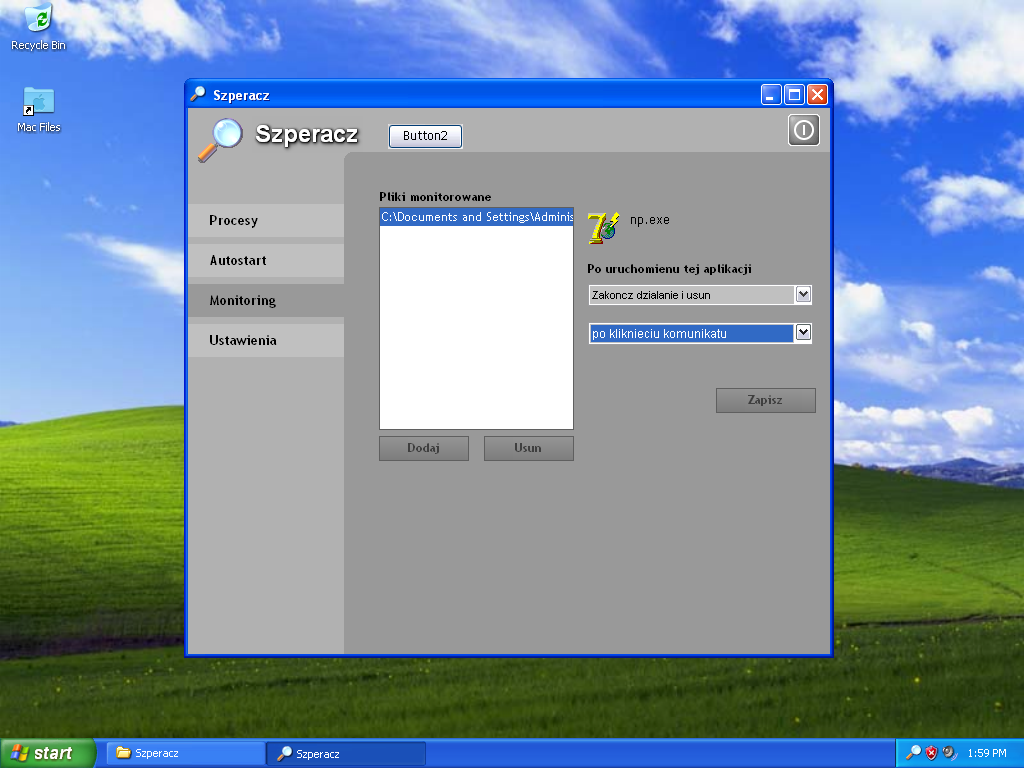 Recycle Bin
Mac Files
Szperacz
Szperacz
Button2
Procesy
Autostart
Monitoring
Ustawienia
Pliki monitorowane
C:\Documents and Settings\Adminis
np.exe
Po uruchomienu tej aplikacji
Zakoncz dzialanie i usun
po kliknieciu komunikatu
Zapisz
Dodaj
Usun
start
Szperacz
Szperacz
1:59 PM